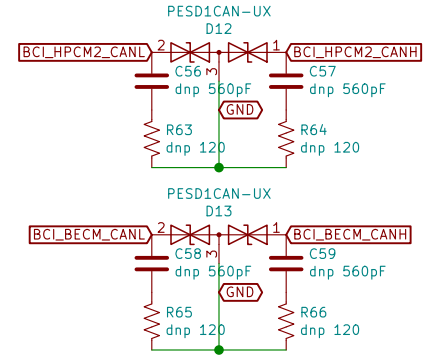 PESD1CAN-UX
D12
BCI_HPCM2_CANL 2 1 BCI_HPCM2_CANH
3
C56 C57
dnp 560pF dnp 560pF
GND
R63 R64
dnp 120 dnp 120
PESD1CAN-UX
D13
BCI_BECM_CANL 2 1 BCI_BECM_CANH
3
C58 C59
dnp 560pF dnp 560pF
GND
R65 R66
dnp 120 dnp 120